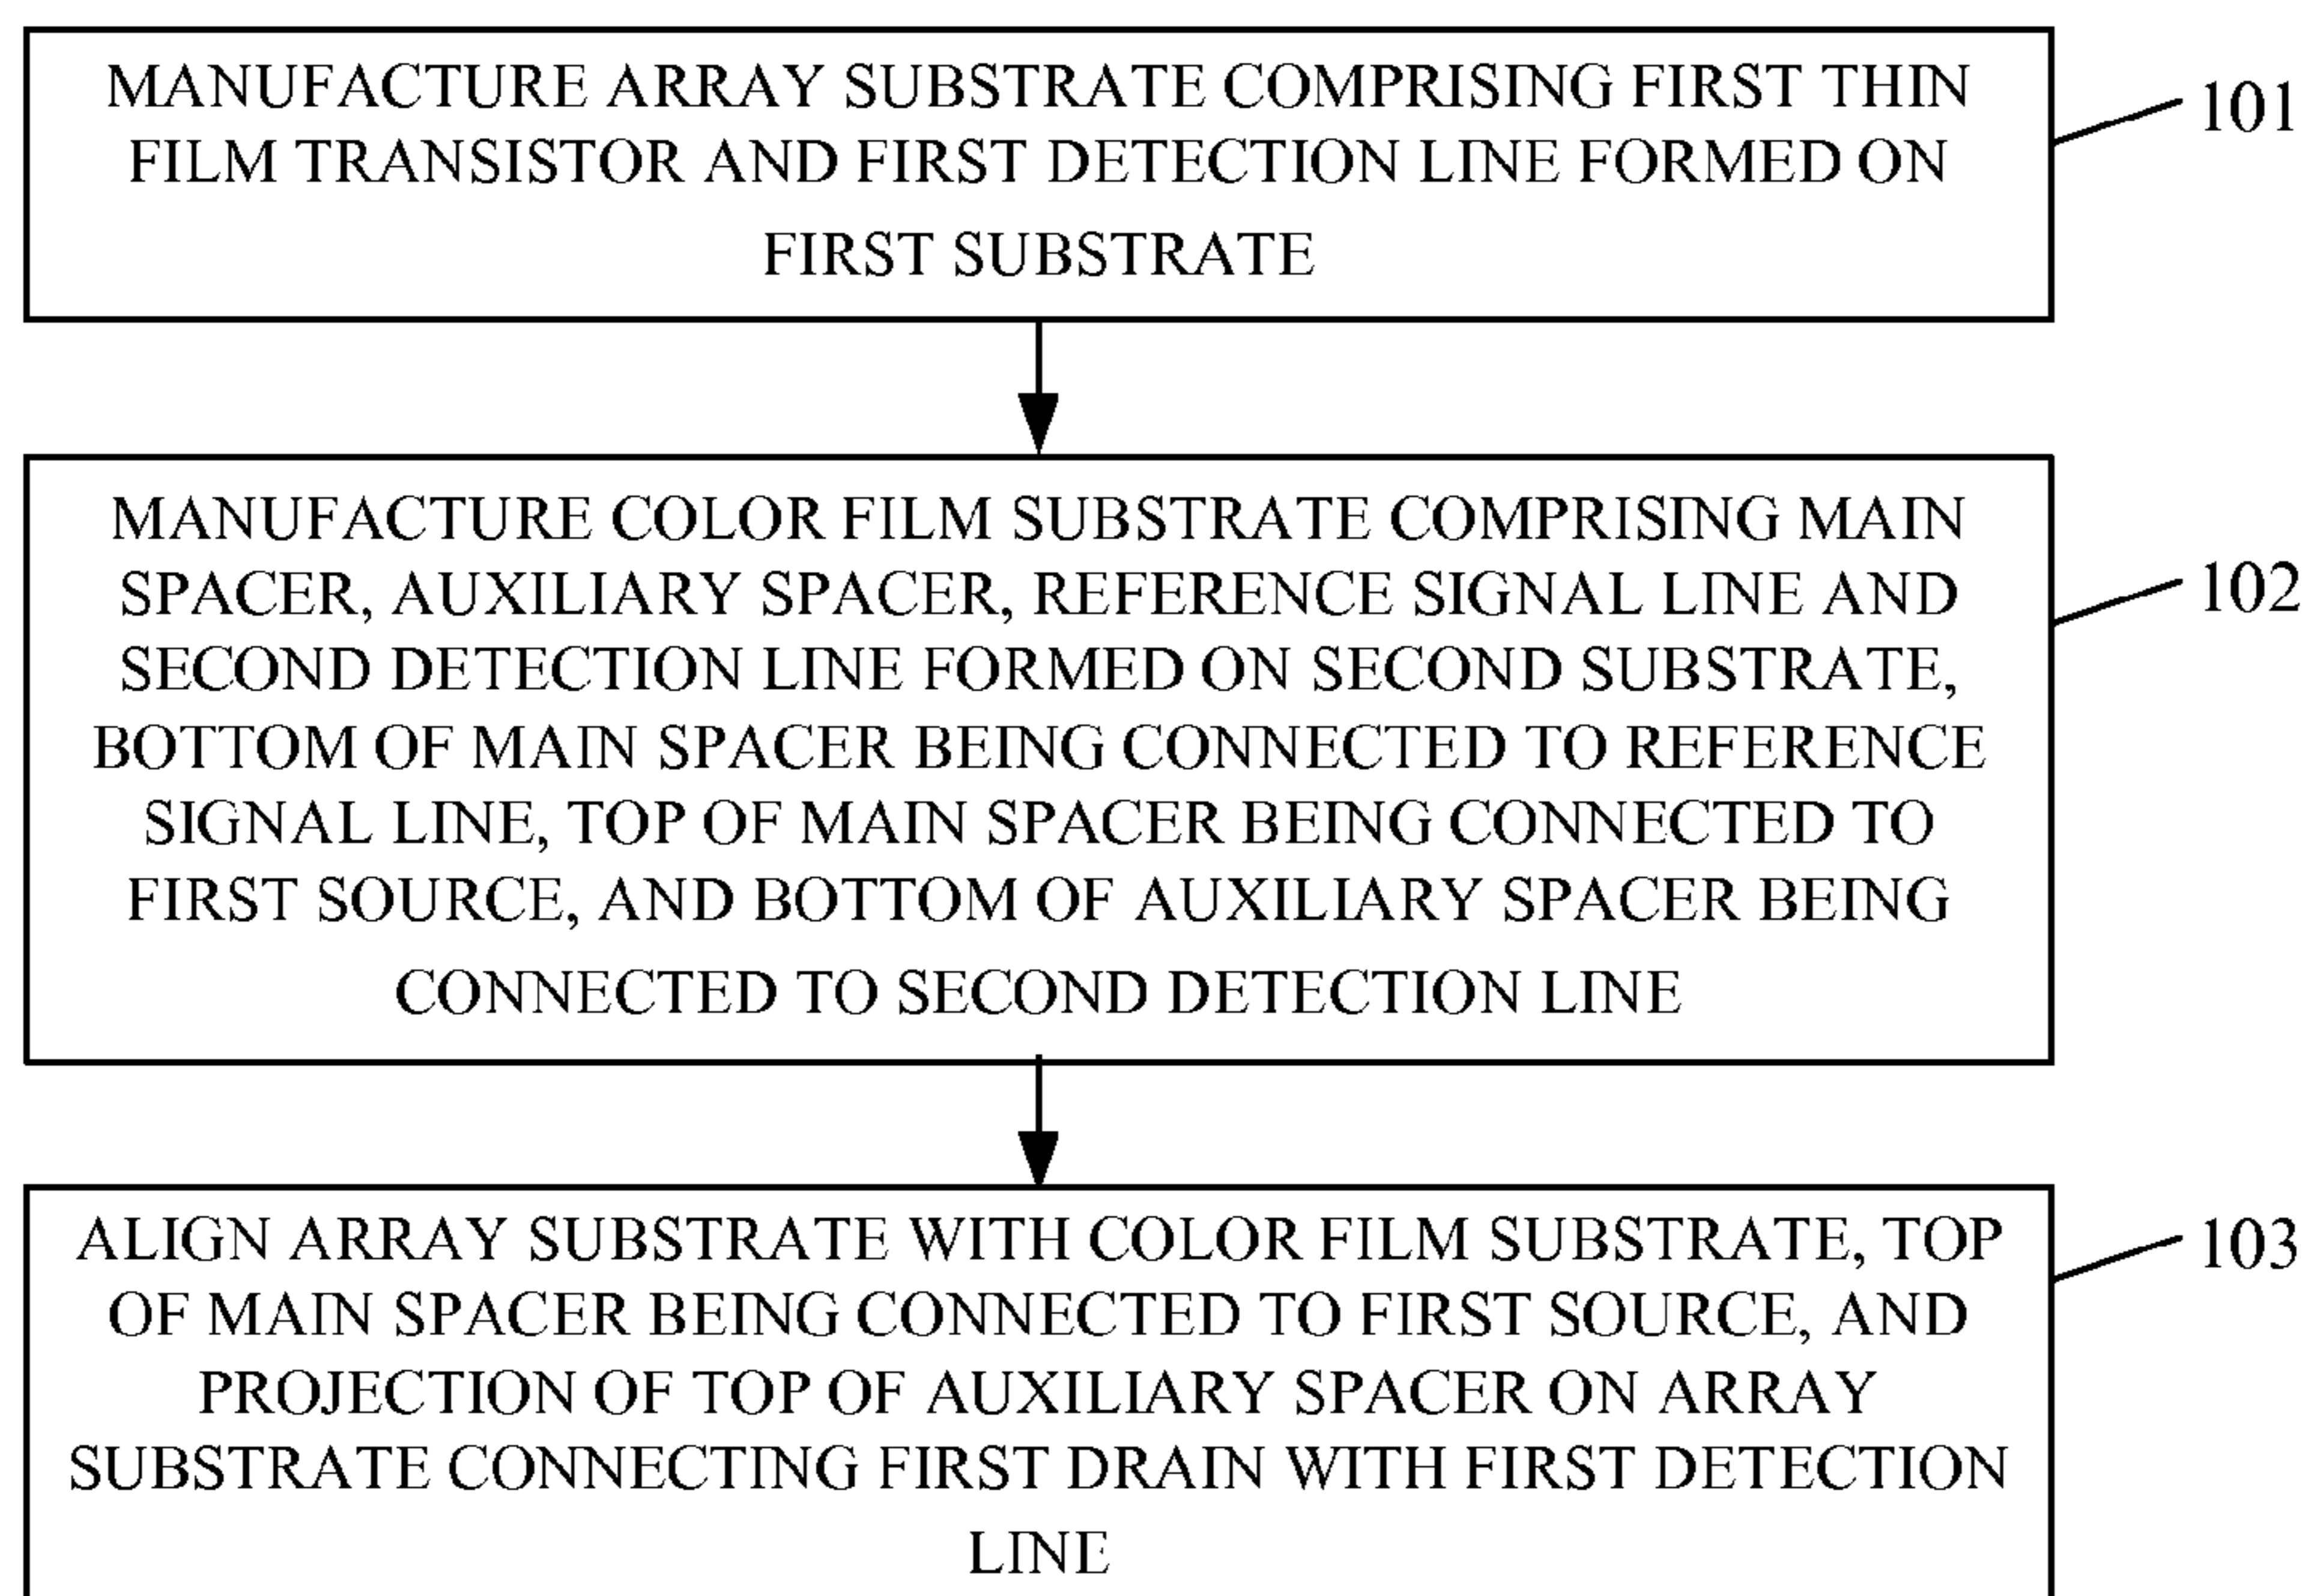 MANUFACTURE ARRAY SUBSTRATE COMPRISING FIRST THIN
FILM TRANSISTOR AND FIRST DETECTION LINE FORMED ON
FIRST SUBSTRATE
101
MANUFACTURE COLOR FILM SUBSTRATE COMPRISING MAIN
SPACER, AUXILIARY SPACER, REFERENCE SIGNAL LINE AND
SECOND DETECTION LINE FORMED ON SECOND SUBSTRATE,
BOTTOM OF MAIN SPACER BEING CONNECTED TO REFERENCE
SIGNAL LINE, TOP OF MAIN SPACER BEING CONNECTED TO
FIRST SOURCE, AND BOTTOM OF AUXILIARY SPACER BEING
CONNECTED TO SECOND DETECTION LINE
102
ALIGN ARRAY SUBSTRATE WITH COLOR FILM SUBSTRATE, TOP
OF MAIN SPACER BEING CONNECTED TO FIRST SOURCE, AND
PROJECTION OF TOP OF AUXILIARY SPACER ON ARRAY
SUBSTRATE CONNECTING FIRST DRAIN WITH FIRST DETECTION
LINE
103